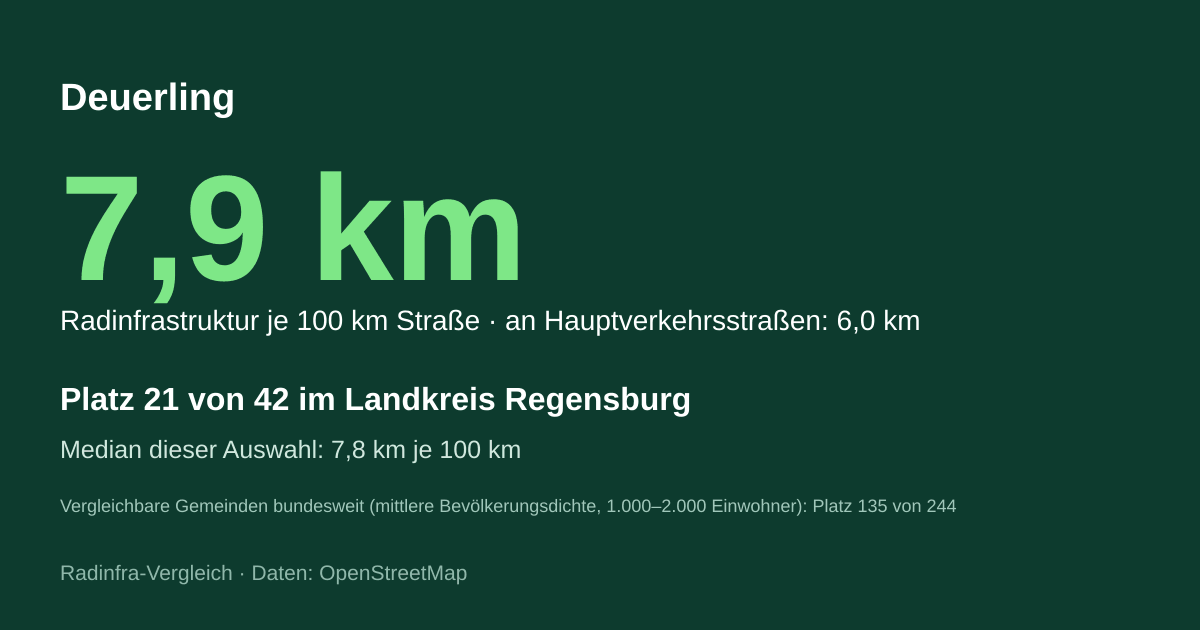 Deuerling
7,9 km
Radinfrastruktur je 100 km Straße · an Hauptverkehrsstraßen: 6,0 km
Platz 21 von 42 im Landkreis Regensburg
Median dieser Auswahl: 7,8 km je 100 km
Vergleichbare Gemeinden bundesweit (mittlere Bevölkerungsdichte, 1.000–2.000 Einwohner): Platz 135 von 244
Radinfra-Vergleich · Daten: OpenStreetMap